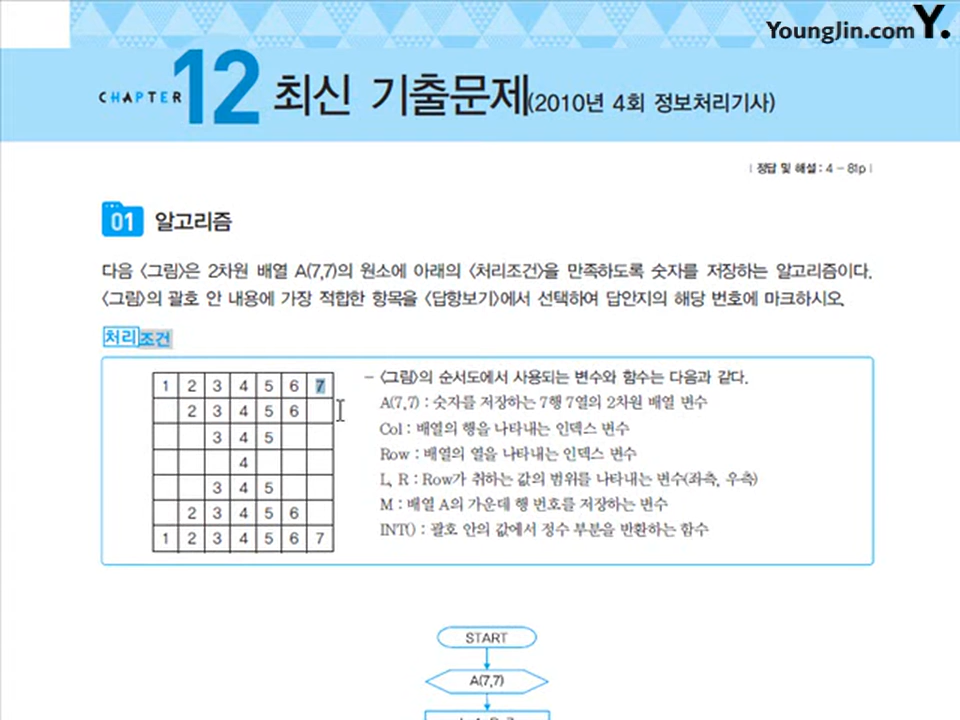 YoungJin.com Y.
CHAPTER 12 최신 기출문제(2010년 4회 정보처리기사)
| 정답 및 해설 : 4 - 81p |
01 알고리즘
다음 〈그림〉은 2차원 배열 A(7,7)의 원소에 아래의 〈처리조건〉을 만족하도록 숫자를 저장하는 알고리즘이다.
〈그림〉의 괄호 안 내용에 가장 적합한 항목을 〈답항보기〉에서 선택하여 답안지의 해당 번호에 마크하시오.
처리조건
1 2 3 4 5 6 7
2 3 4 5 6
3 4 5
4
3 4 5
2 3 4 5 6
1 2 3 4 5 6 7
- 〈그림〉의 순서도에서 사용되는 변수와 함수는 다음과 같다.
A(7,7) : 숫자를 저장하는 7행 7열의 2차원 배열 변수
Col : 배열의 행을 나타내는 인덱스 변수
Row : 배열의 열을 나타내는 인덱스 변수
L, R : Row가 취하는 값의 범위를 나타내는 변수(좌측, 우측)
M : 배열 A의 가운데 행 번호를 저장하는 변수
INT() : 괄호 안의 값에서 정수 부분을 반환하는 함수
START
A(7,7)